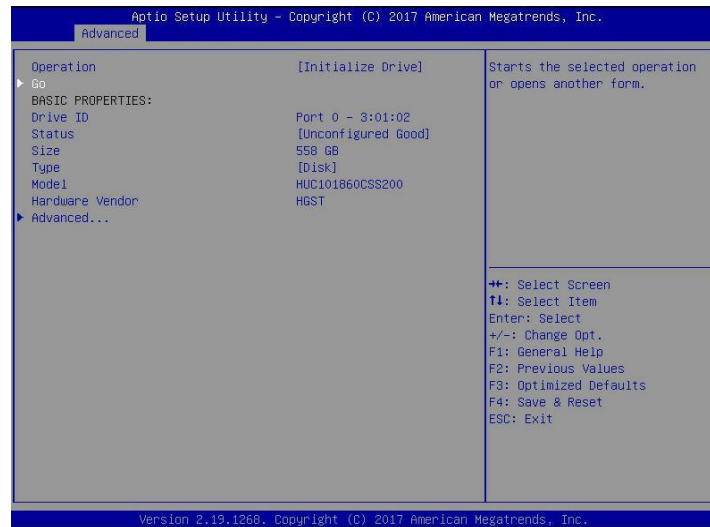 Aptio Setup Utility – Copyright (C) 2017 American Megatrends, Inc.
Advanced
Operation [Initialize Drive]
Go
BASIC PROPERTIES:
Drive ID Port 0 - 3:01:02
Status [Unconfigured Good]
Size 558 GB
Type [Disk]
Model HUC101860CSS200
Hardware Vendor HGST
Advanced...
Starts the selected operation
or opens another form.
→←: Select Screen
↑↓: Select Item
Enter: Select
+/-: Change Opt.
F1: General Help
F2: Previous Values
F3: Optimized Defaults
F4: Save & Reset
ESC: Exit
Version 2.19.1268. Copyright (C) 2017 American Megatrends, Inc.